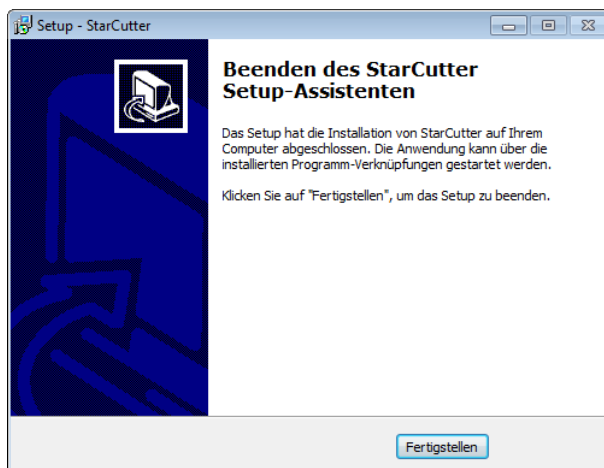 Setup - StarCutter
Beenden des StarCutter
Setup-Assistenten
Das Setup hat die Installation von StarCutter auf Ihrem
Computer abgeschlossen. Die Anwendung kann über die
installierten Programm-Verknüpfungen gestartet werden.
Klicken Sie auf "Fertigstellen", um das Setup zu beenden.
Fertigstellen